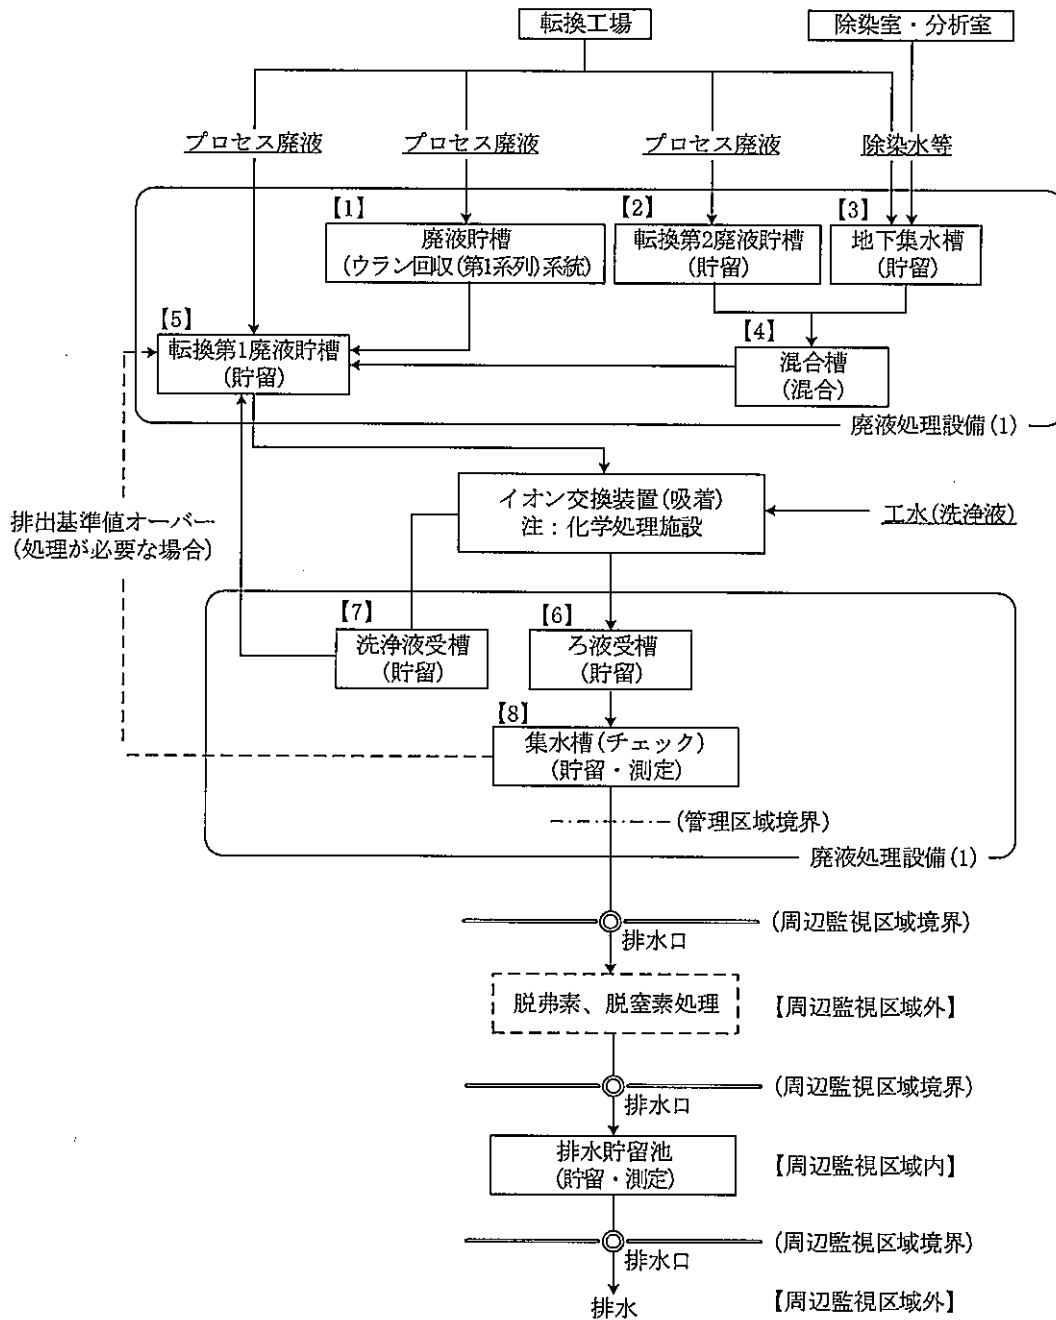 転換工場
除染室・分析室
プロセス廃液
プロセス廃液
プロセス廃液
除染水等
【1】
廃液貯槽
(ウラン回収(第1系列)系統)
【2】
転換第2廃液貯槽
(貯留)
【3】
地下集水槽
(貯留)
【5】
転換第1廃液貯槽
(貯留)
【4】
混合槽
(混合)
廃液処理設備(1)
イオン交換装置(吸着)
注：化学処理施設
工水(洗浄液)
排出基準値オーバー
(処理が必要な場合)
【7】
洗浄液受槽
(貯留)
【6】
ろ液受槽
(貯留)
【8】
集水槽(チェック)
(貯留・測定)
(管理区域境界)
廃液処理設備(1)
(周辺監視区域境界)
排水口
脱弗素、脱窒素処理
【周辺監視区域外】
(周辺監視区域境界)
排水口
排水貯留池
(貯留・測定)
【周辺監視区域内】
(周辺監視区域境界)
排水口
排水
【周辺監視区域外】